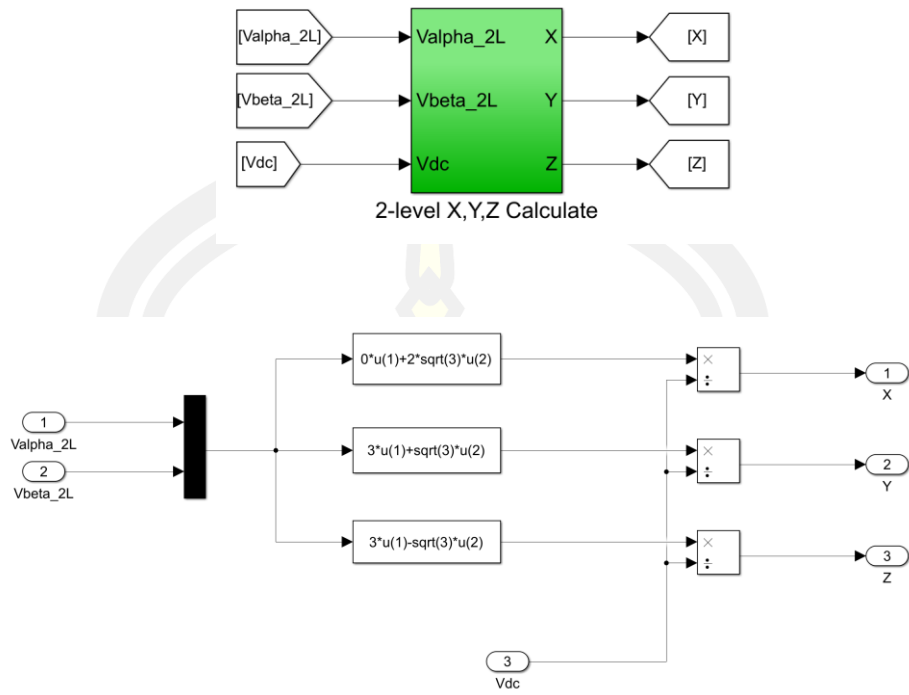 [Valpha_2L]
Valpha_2L
X
[X]
[Vbeta_2L]
Vbeta_2L
Y
[Y]
[Vdc]
Vdc
Z
[Z]
2-level X,Y,Z Calculate
0*u(1)+2*sqrt(3)*u(2)
×
÷
1
X
1
Valpha_2L
2
Vbeta_2L
3*u(1)+sqrt(3)*u(2)
×
÷
2
Y
3*u(1)-sqrt(3)*u(2)
×
÷
3
Z
3
Vdc